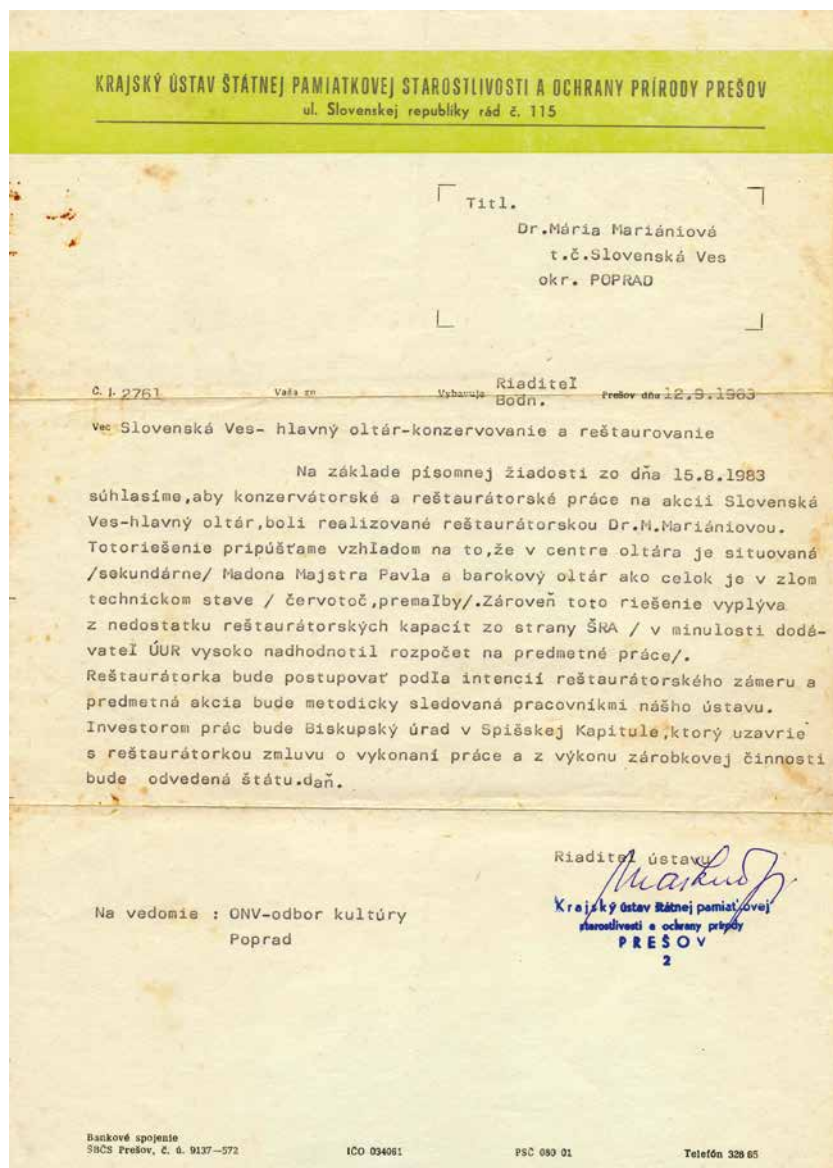 KRAJSKÝ ÚSTAV ŠTÁTNEJ PAMIATKOVEJ STAROSTLIVOSTI A OCHRANY PRÍRODY PREŠOV
ul. Slovenskej republiky rád č. 115
Titl.
Dr.Mária Mariániová
t.č.Slovenská Ves
okr. POPRAD
Č. j. 2761 Vaša zn Vybavuje Riaditeľ Bodn. Prešov dňa 12.9.1983
Vec Slovenská Ves- hlavný oltár-konzervovanie a reštaurovanie
Na základe písomnej žiadosti zo dňa 15.8.1983
súhlasíme,aby konzervátorské a reštaurátorské práce na akcii Slovenská
Ves-hlavný oltár,boli realizované reštaurátorskou Dr.M.Mariániovou.
Totoriešenie pripúšťame vzhľadom na to,že v centre oltára je situovaná
/sekundárne/ Madona Majstra Pavla a barokový oltár ako celok je v zlom
technickom stave / červotoč,premaľby/.Zároveň toto riešenie vyplýva
z nedostatku reštaurátorských kapacít zo strany ŠRA / v minulosti dodá-
vateľ ÚUR vysoko nadhodnotil rozpočet na predmetné práce/.
Reštaurátorka bude postupovať podľa intencií reštaurátorského zámeru a
predmetná akcia bude metodicky sledovaná pracovníkmi nášho ústavu.
Investorom prác bude Biskupský úrad v Spišskej Kapitule,ktorý uzavrie
s reštaurátorkou zmluvu o vykonaní práce a z výkonu zárobkovej činnosti
bude odvedená štátu.daň.
Riaditeľ ústavu
Krajský ústav štátnej pamiatkovej
starostlivosti a ochrany prírody
PREŠOV
2
Na vedomie : ONV-odbor kultúry
Poprad
Bankové spojenie
ŠBČS Prešov, č. ú. 9137—572 IČO 034061 PSČ 080 01 Telefón 328 65